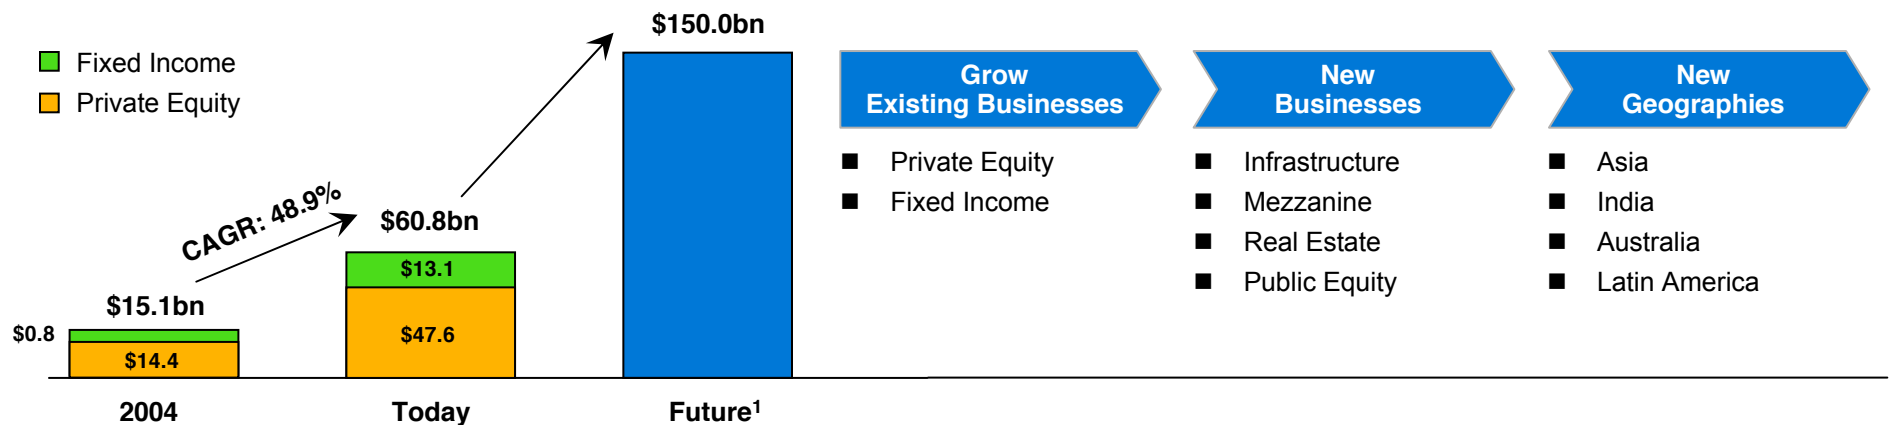 Fixed Income
Private Equity
CAGR: 48.9%
$15.1bn
$0.8
$14.4
2004
$60.8bn
$13.1
$47.6
Today
$150.0bn
Future¹
Grow
Existing Businesses
■ Private Equity
■ Fixed Income
New
Businesses
■ Infrastructure
■ Mezzanine
■ Real Estate
■ Public Equity
New
Geographies
■ Asia
■ India
■ Australia
■ Latin America